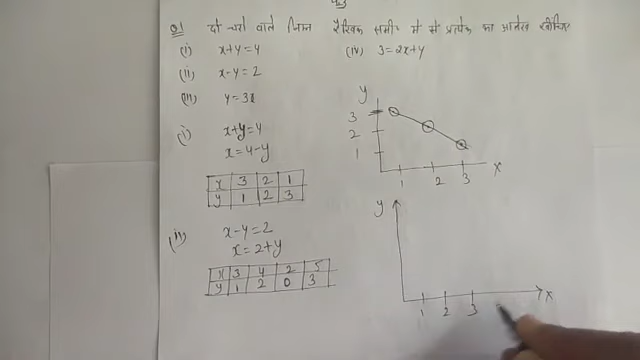 Q1 दो चरों वाले निम्न रैखिक समी० में से प्रत्येक का आलेख खींचिए
(i) x+y=4 (iv) 3=2x+y
(ii) x-y=2
(iii) y=3x
(i) x+y=4
x=4-y
x 3 2 1
y 1 2 3
y
3
2
1
1 2 3 x
(ii) x-y=2
x=2+y
x 3 4 2 5
y 1 2 0 3
y
1 2 3 x